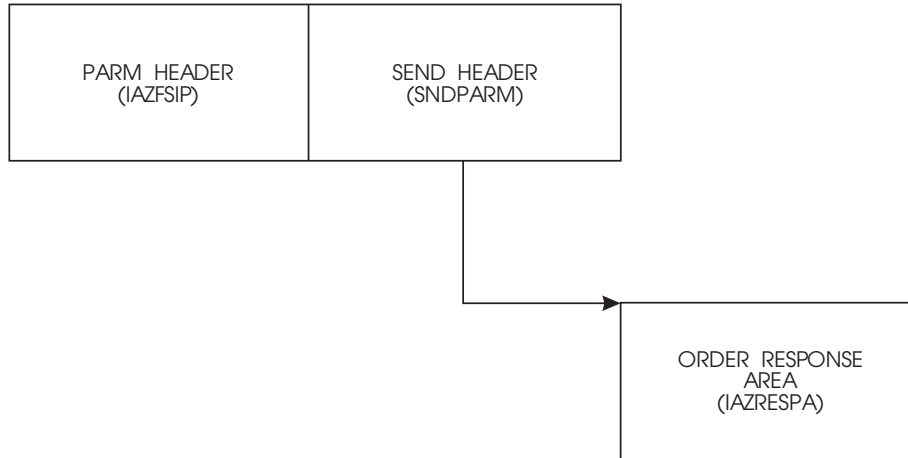 PARM HEADER
(IAZFSIP)
SEND HEADER
(SNDPARM)
ORDER RESPONSE
AREA
(IAZRESPA)